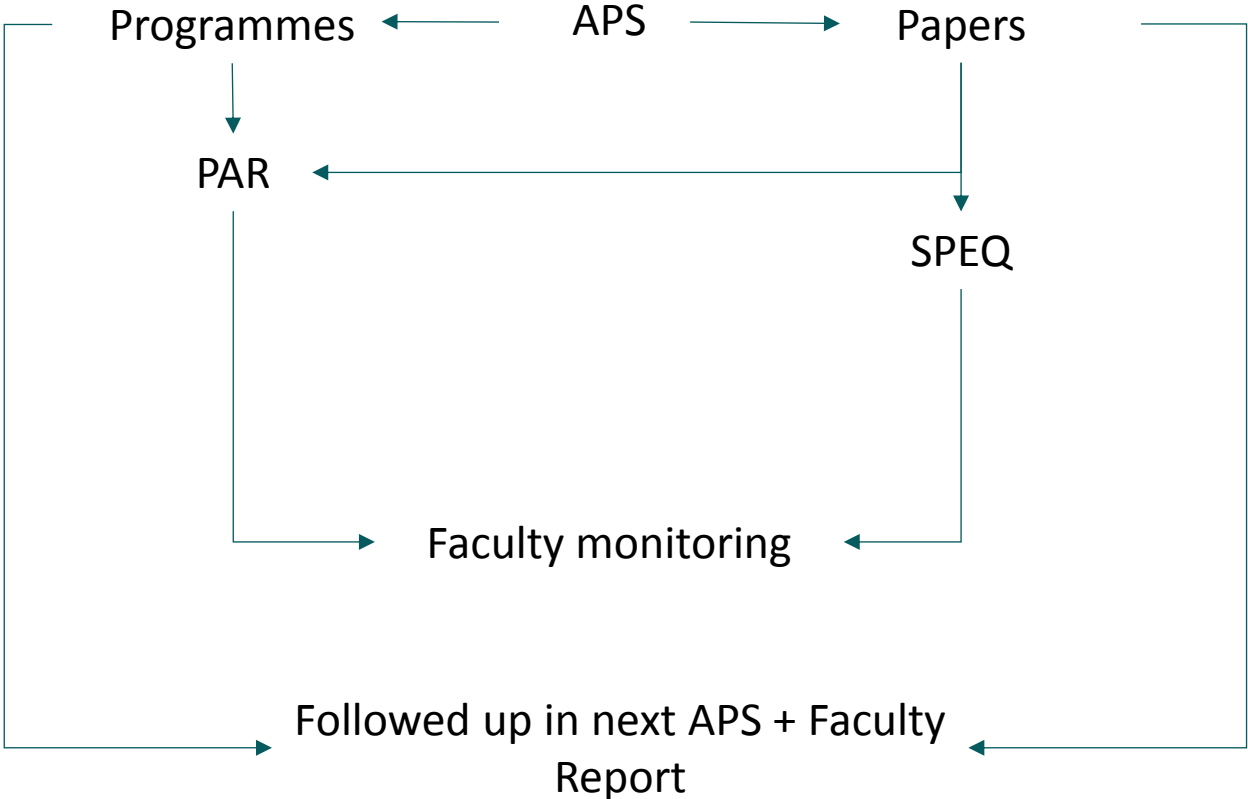 Programmes
APS
Papers
PAR
SPEQ
Faculty monitoring
Followed up in next APS + Faculty
Report